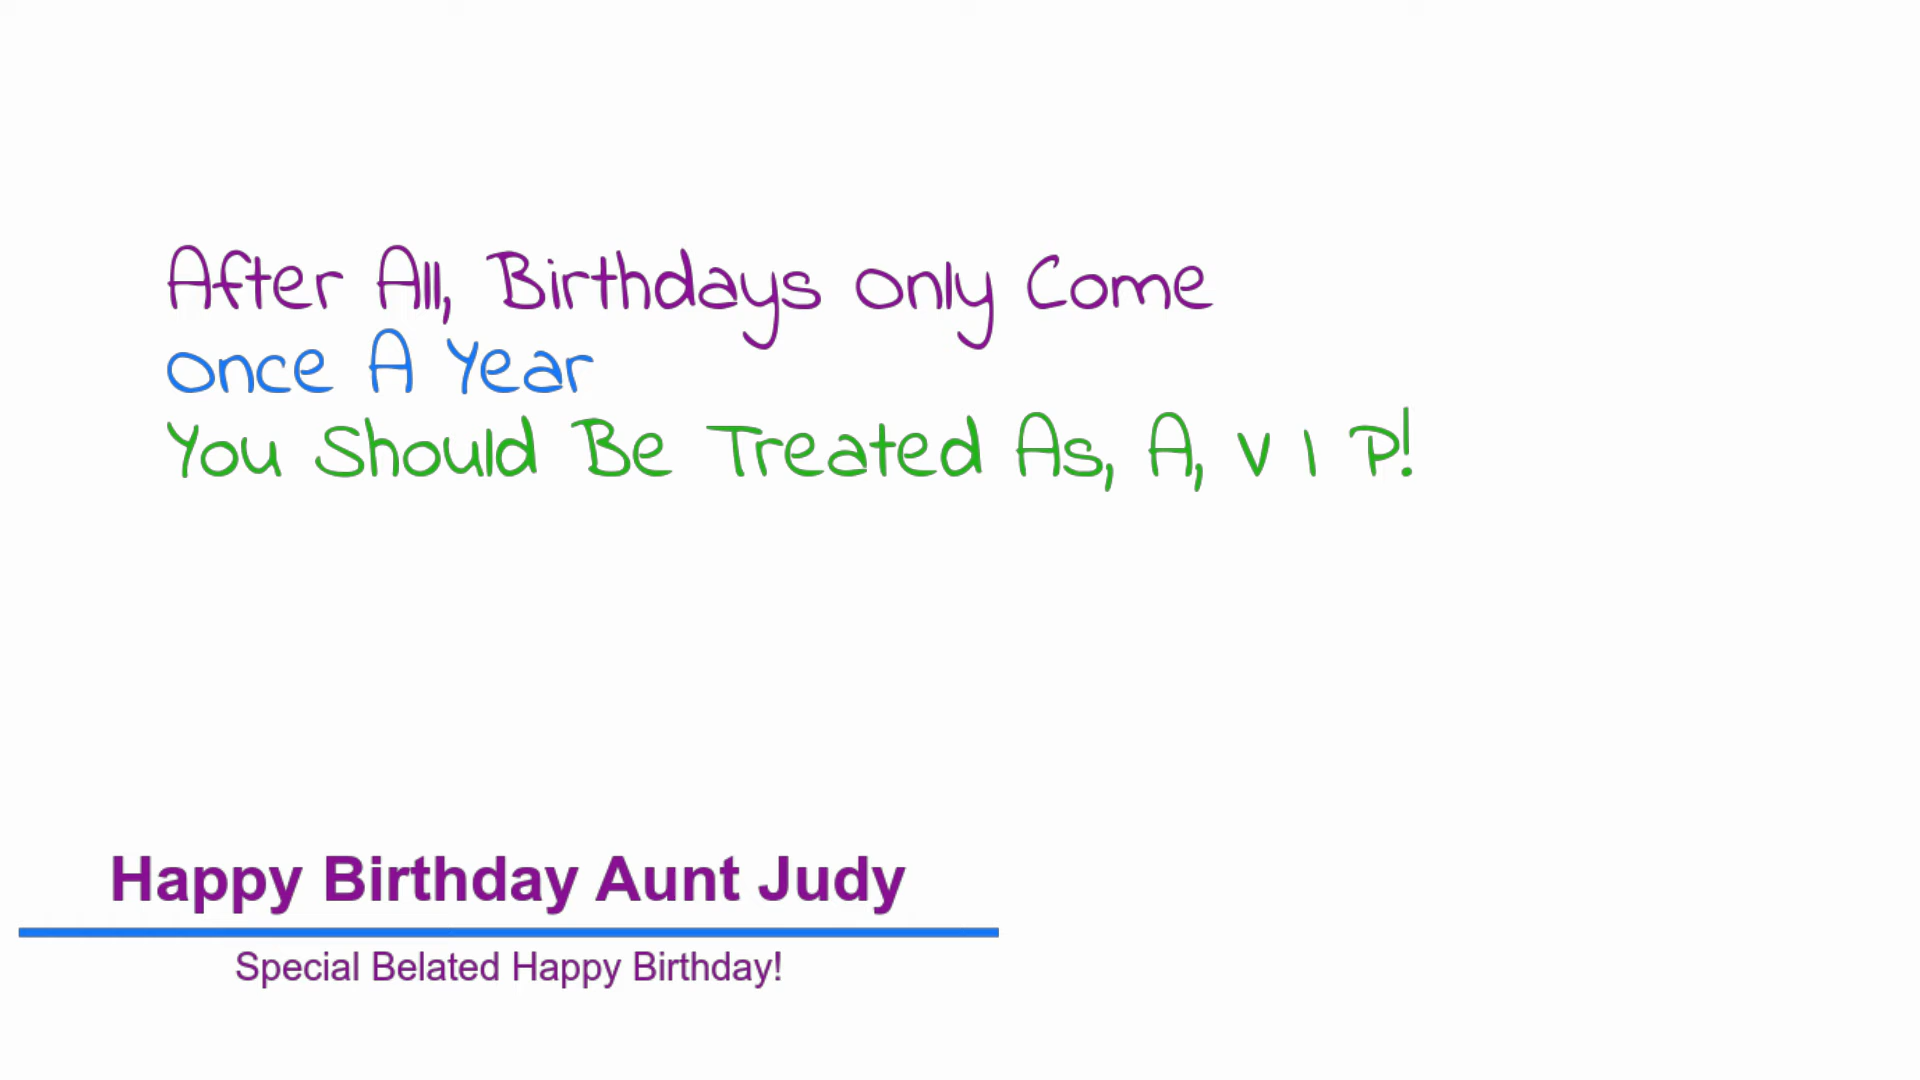 After All, Birthdays Only Come
Once A Year
You Should Be Treated As, A, V I P!
Happy Birthday Aunt Judy
Special Belated Happy Birthday!